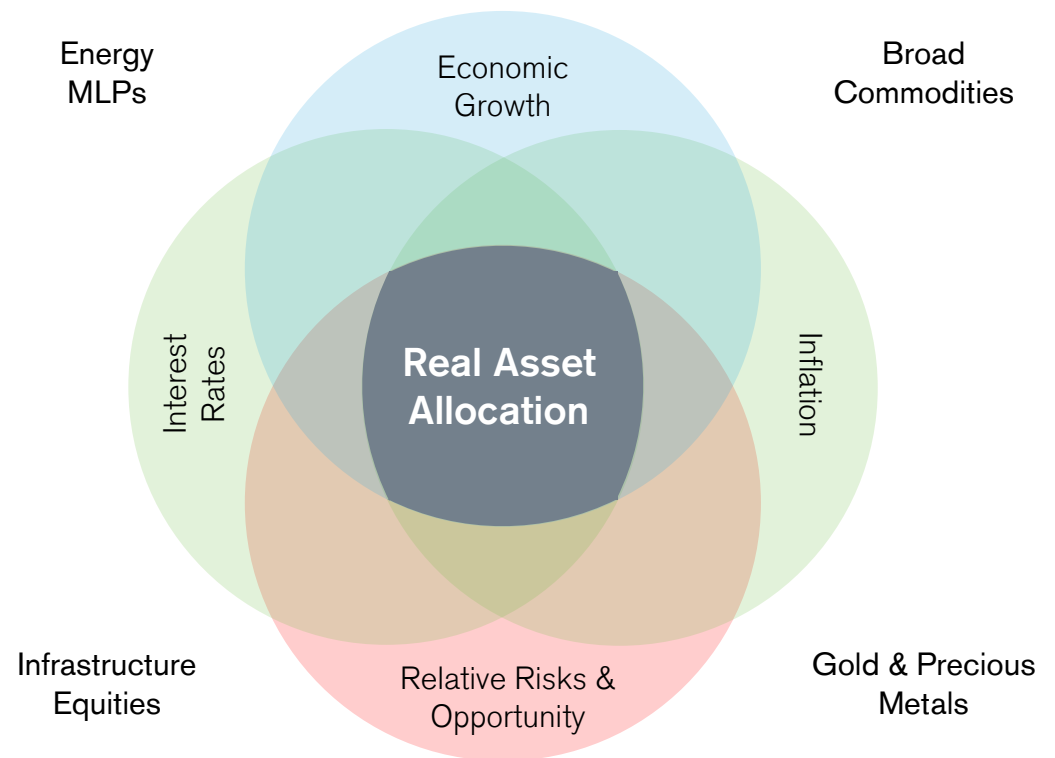 Energy
MLPs
Economic
Growth
Broad
Commodities
Interest
Rates
Real Asset
Allocation
Inflation
Infrastructure
Equities
Relative Risks &
Opportunity
Gold & Precious
Metals